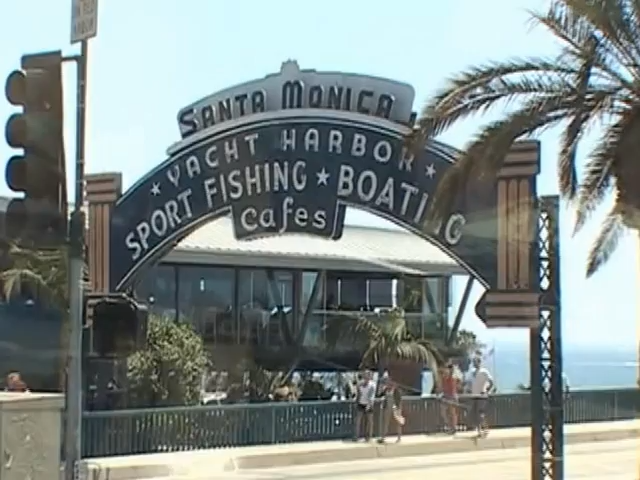 SANTA MONICA
★ YACHT HARBOR ★
SPORT FISHING ★ BOATING
cafes